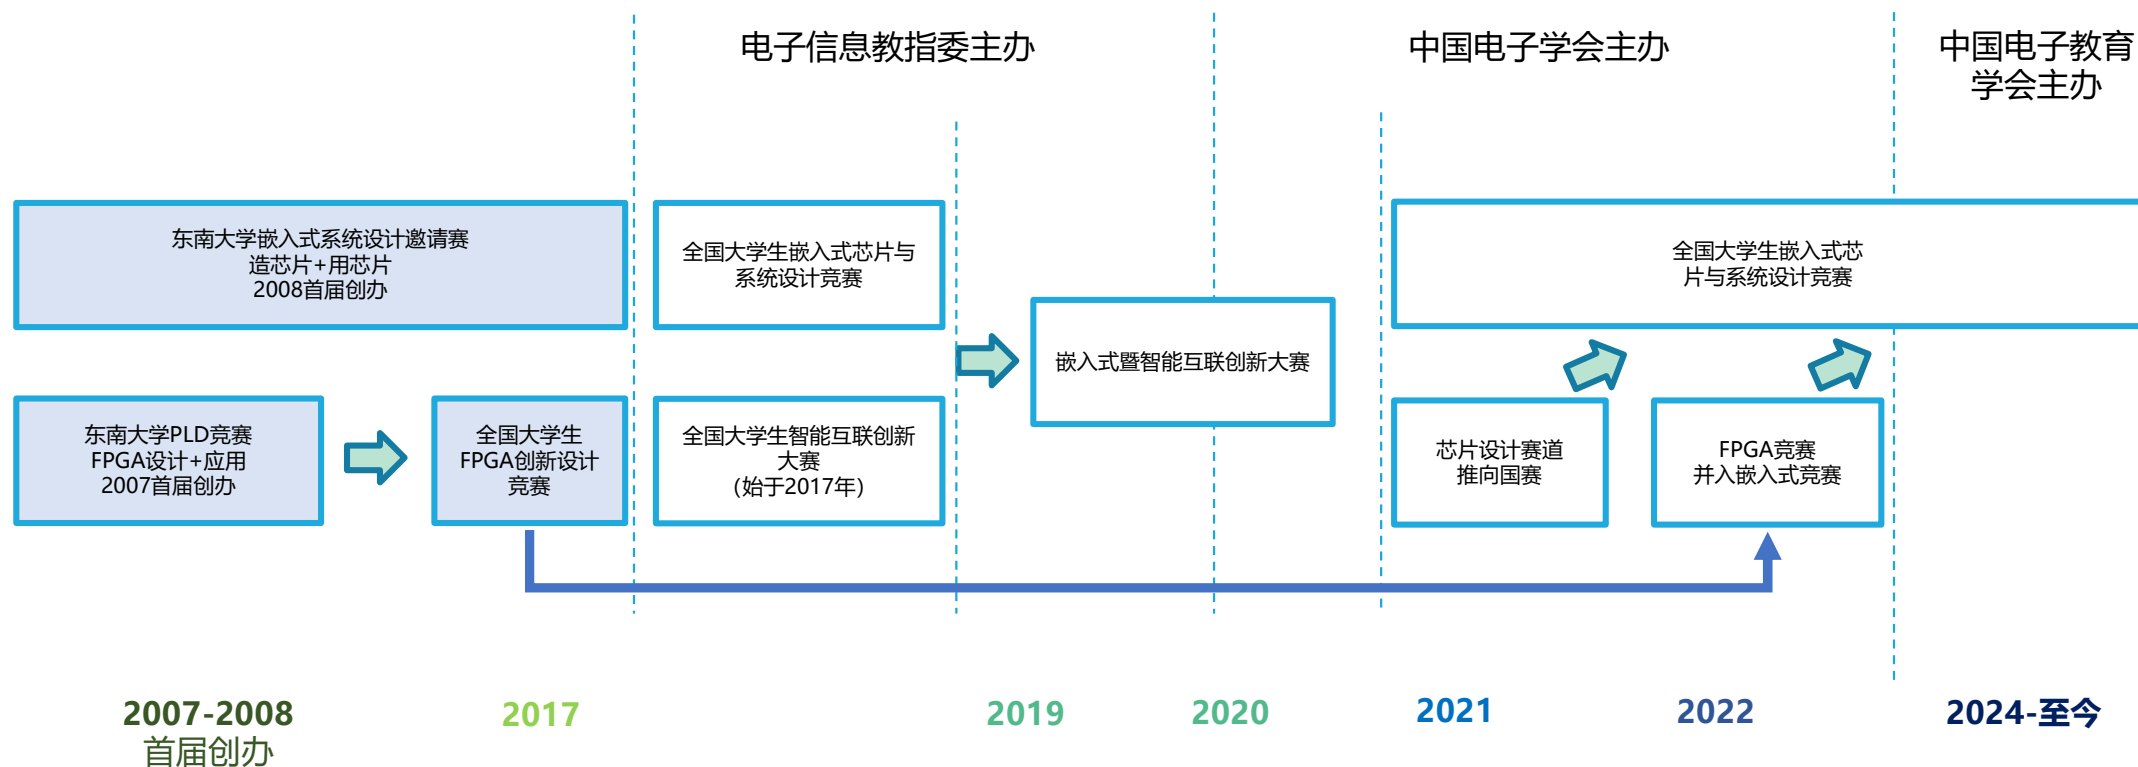 电子信息教指委主办
中国电子学会主办
中国电子教育
学会主办
东南大学嵌入式系统设计邀请赛
造芯片+用芯片
2008首届创办
全国大学生嵌入式芯片与
系统设计竞赛
全国大学生嵌入式芯
片与系统设计竞赛
嵌入式暨智能互联创新大赛
东南大学PLD竞赛
FPGA设计+应用
2007首届创办
全国大学生
FPGA创新设计
竞赛
全国大学生智能互联创新
大赛
（始于2017年）
芯片设计赛道
推向国赛
FPGA竞赛
并入嵌入式竞赛
2007-2008
首届创办
2017
2019
2020
2021
2022
2024-至今